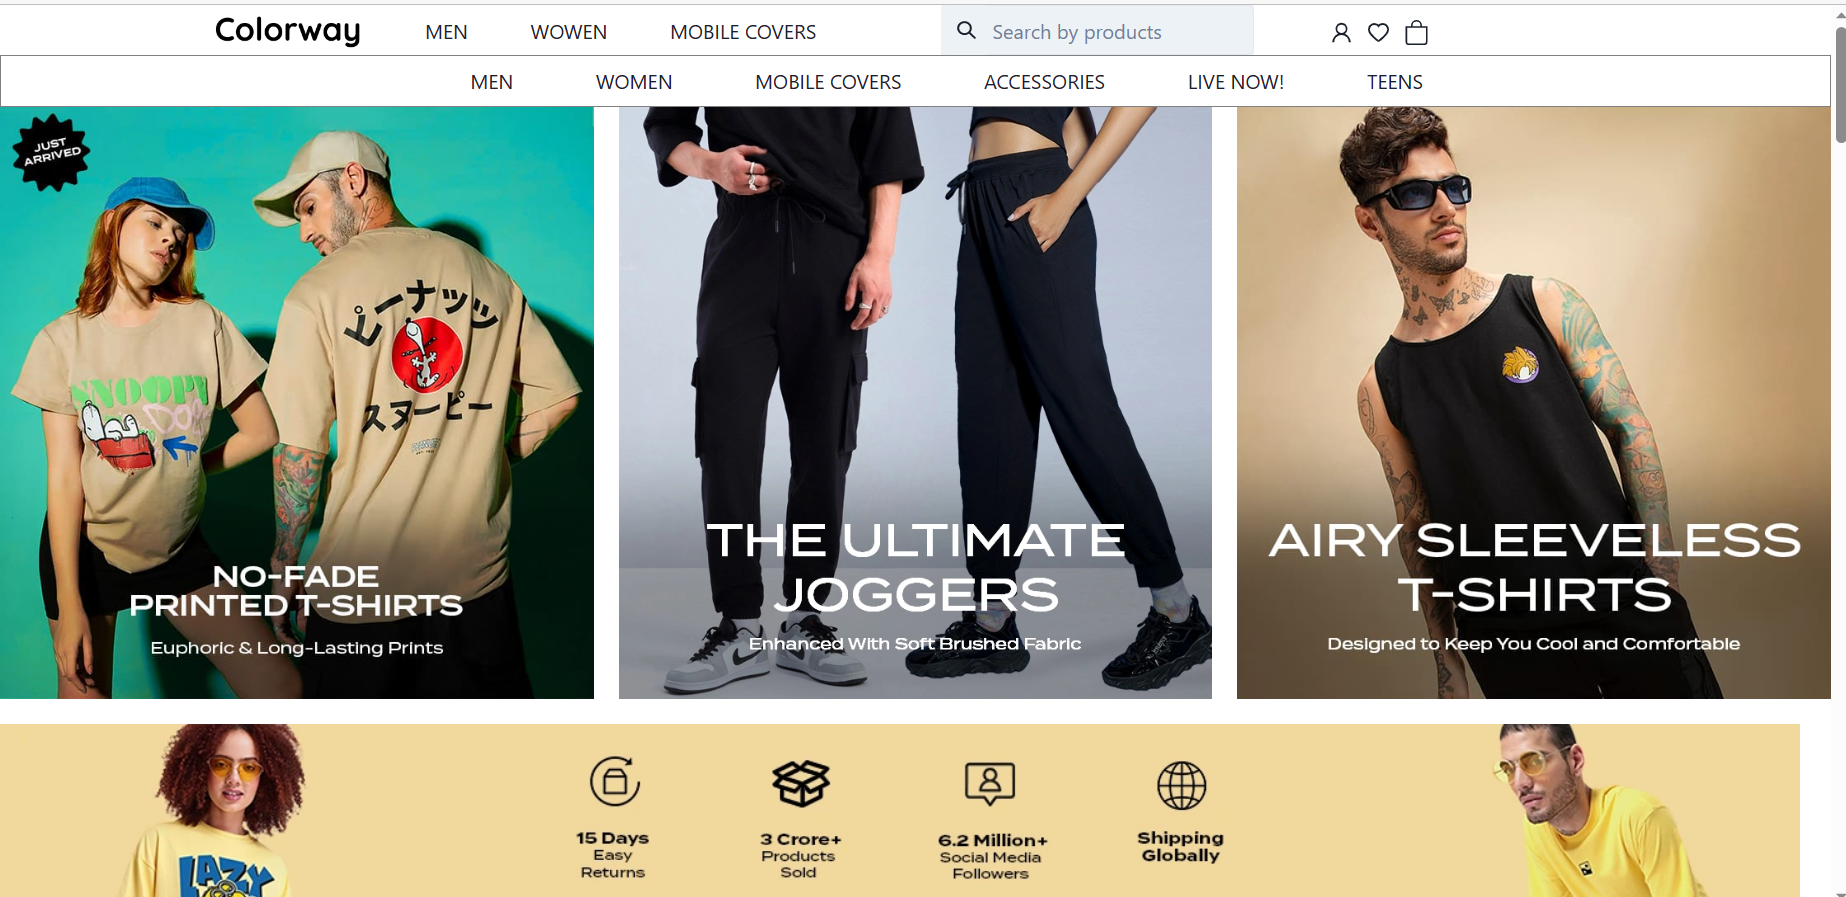 Colorway
MEN
WOWEN
MOBILE COVERS
Search by products
MEN
WOMEN
MOBILE COVERS
ACCESSORIES
LIVE NOW!
TEENS
JUST
ARRIVED
ピーナッツ
スヌーピー
SNOOPY
NO-FADE
PRINTED T-SHIRTS
Euphoric & Long-Lasting Prints
THE ULTIMATE
JOGGERS
Enhanced With Soft Brushed Fabric
AIRY SLEEVELESS
T-SHIRTS
Designed to Keep You Cool and Comfortable
LAZY
15 Days
Easy
Returns
3 Crore+
Products
Sold
6.2 Million+
Social Media
Followers
Shipping
Globally